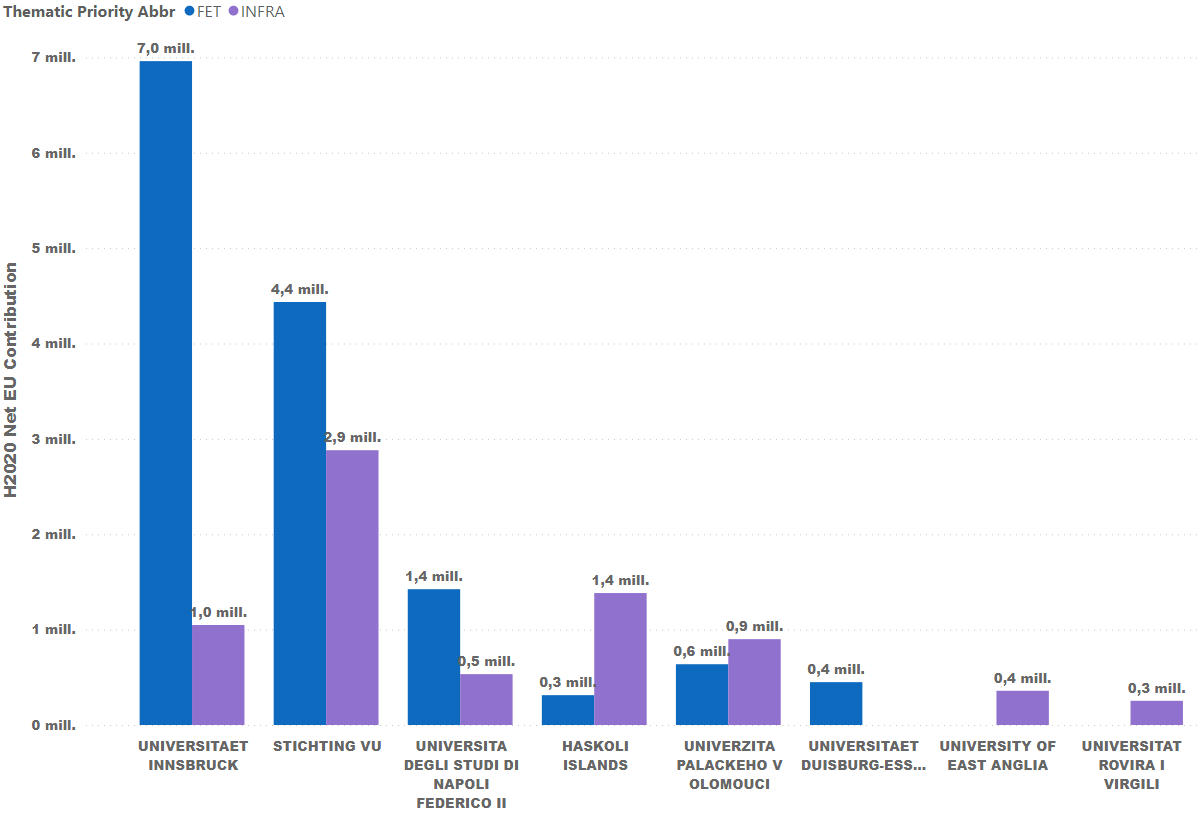 Thematic Priority Abbr FET INFRA
H2020 Net EU Contribution
7 mill.
6 mill.
5 mill.
4 mill.
3 mill.
2 mill.
1 mill.
0 mill.
7,0 mill.
1,0 mill.
4,4 mill.
2,9 mill.
1,4 mill.
0,5 mill.
0,3 mill.
1,4 mill.
0,6 mill.
0,9 mill.
0,4 mill.
0,4 mill.
0,3 mill.
UNIVERSITAET
INNSBRUCK
STICHTING VU
UNIVERSITA
DEGLI STUDI DI
NAPOLI
FEDERICO II
HASKOLI
ISLANDS
UNIVERZITA
PALACKEHO V
OLOMOUCI
UNIVERSITAET
DUISBURG-ESS...
UNIVERSITY OF
EAST ANGLIA
UNIVERSITAT
ROVIRA I
VIRGILI